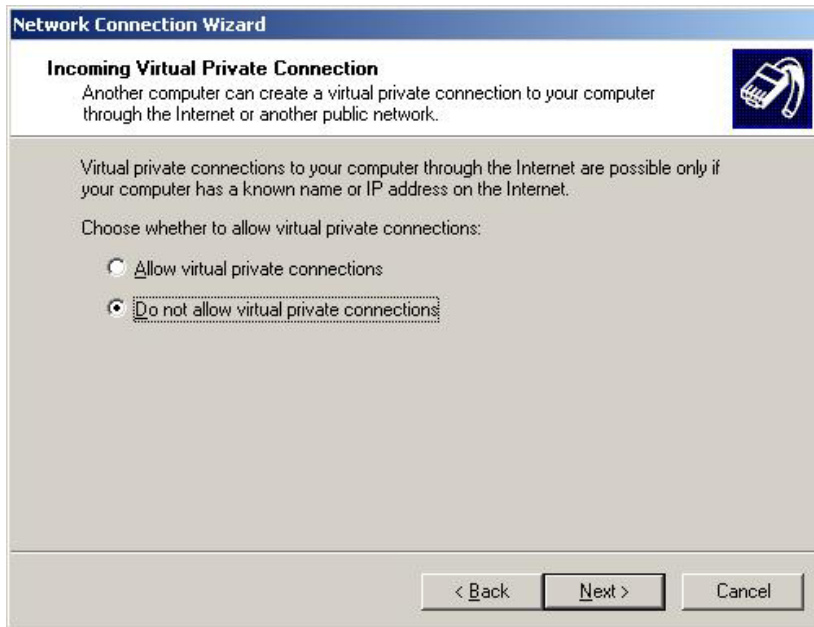 Network Connection Wizard
Incoming Virtual Private Connection
Another computer can create a virtual private connection to your computer
through the Internet or another public network.
Virtual private connections to your computer through the Internet are possible only if
your computer has a known name or IP address on the Internet.
Choose whether to allow virtual private connections:
Allow virtual private connections
Do not allow virtual private connections
< Back
Next >
Cancel